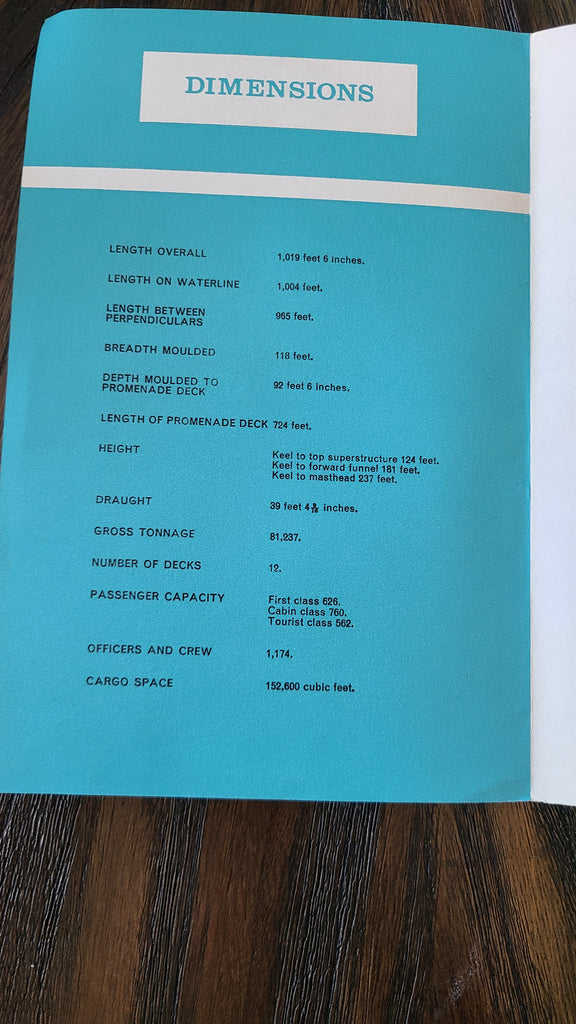 DIMENSIONS
LENGTH OVERALL 1,019 feet 6 inches.
LENGTH ON WATERLINE 1,004 feet.
LENGTH BETWEEN
PERPENDICULARS 965 feet.
BREADTH MOULDED 118 feet.
DEPTH MOULDED TO
PROMENADE DECK 92 feet 6 inches.
LENGTH OF PROMENADE DECK 724 feet.
HEIGHT Keel to top superstructure 124 feet.
Keel to forward funnel 181 feet.
Keel to masthead 237 feet.
DRAUGHT 39 feet 4 inches.
GROSS TONNAGE 81,237.
NUMBER OF DECKS 12.
PASSENGER CAPACITY First class 626.
Cabin class 760.
Tourist class 562.
OFFICERS AND CREW 1,174.
CARGO SPACE 152,600 cubic feet.